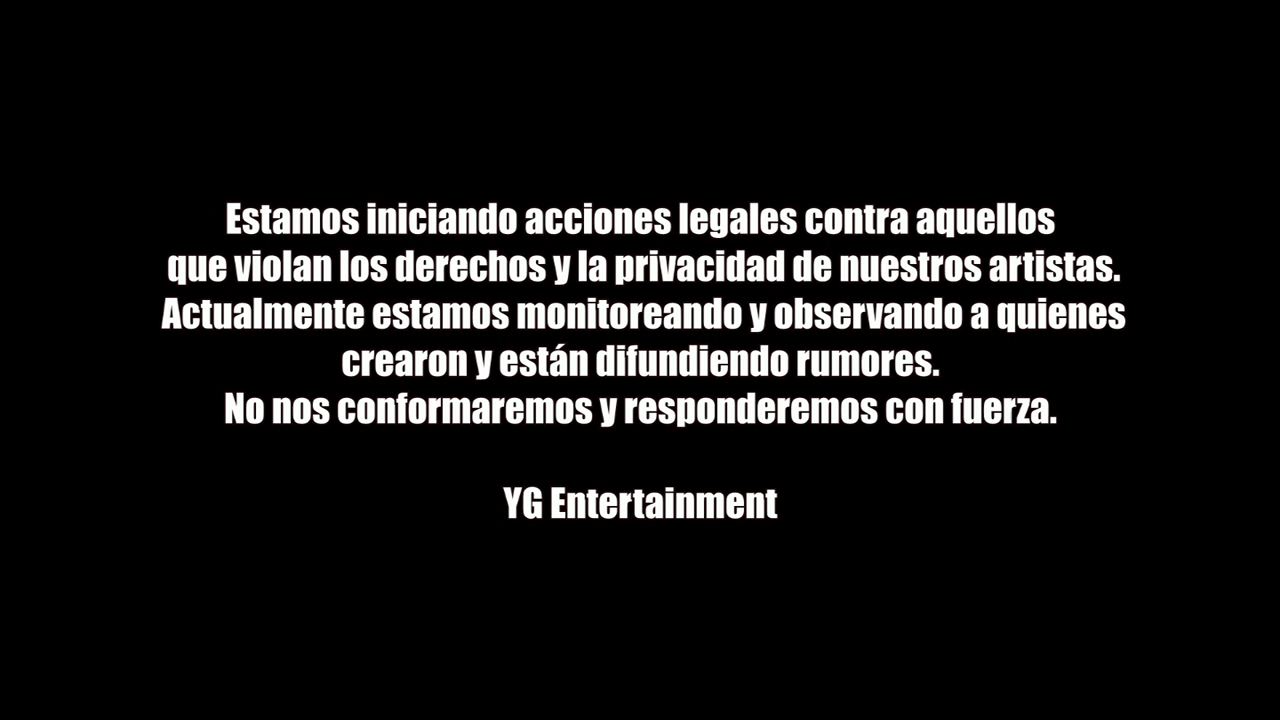 Estamos iniciando acciones legales contra aquellos
que violan los derechos y la privacidad de nuestros artistas.
Actualmente estamos monitoreando y observando a quienes
crearon y están difundiendo rumores.
No nos conformaremos y responderemos con fuerza.
YG Entertainment